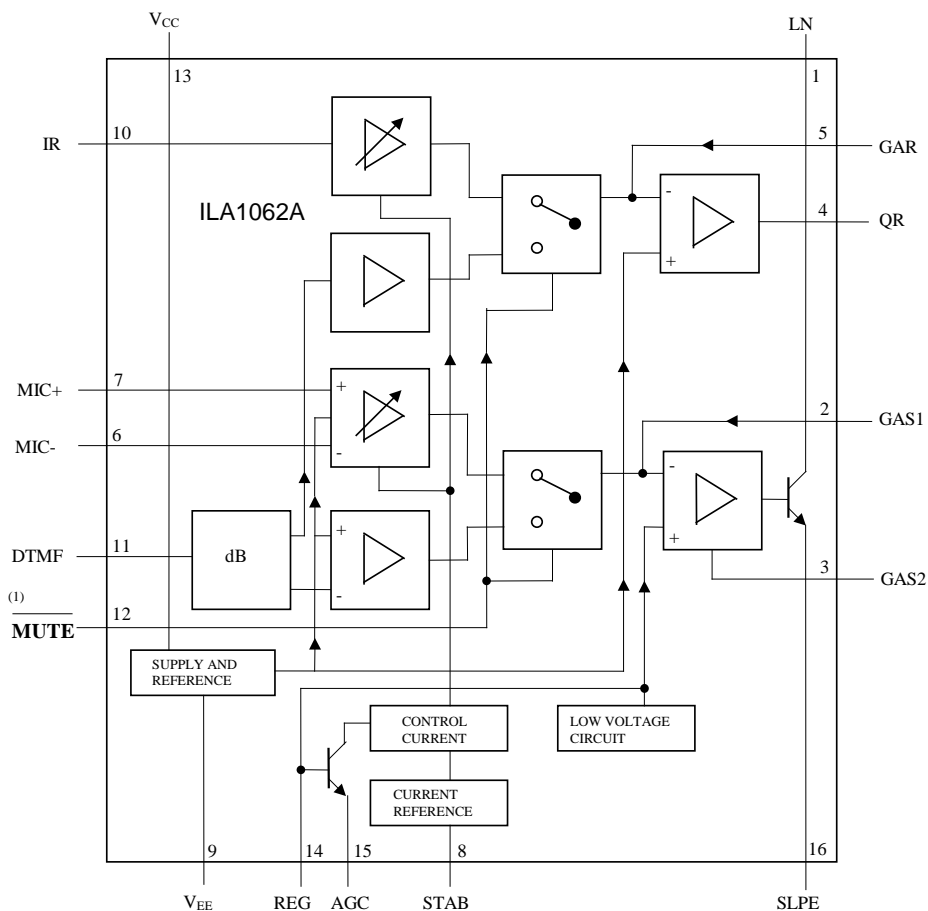 VCC LN
13 1
IR 10 5 GAR
ILA1062A - 4 QR
+
MIC+ 7 + 2 GAS1
MIC- 6 - -
DTMF 11 dB + + 3 GAS2
-
(1)
MUTE 12
SUPPLY AND
REFERENCE
CONTROL
CURRENT
LOW VOLTAGE
CIRCUIT
CURRENT
REFERENCE
9 14 15 8 16
VEE REG AGC STAB SLPE